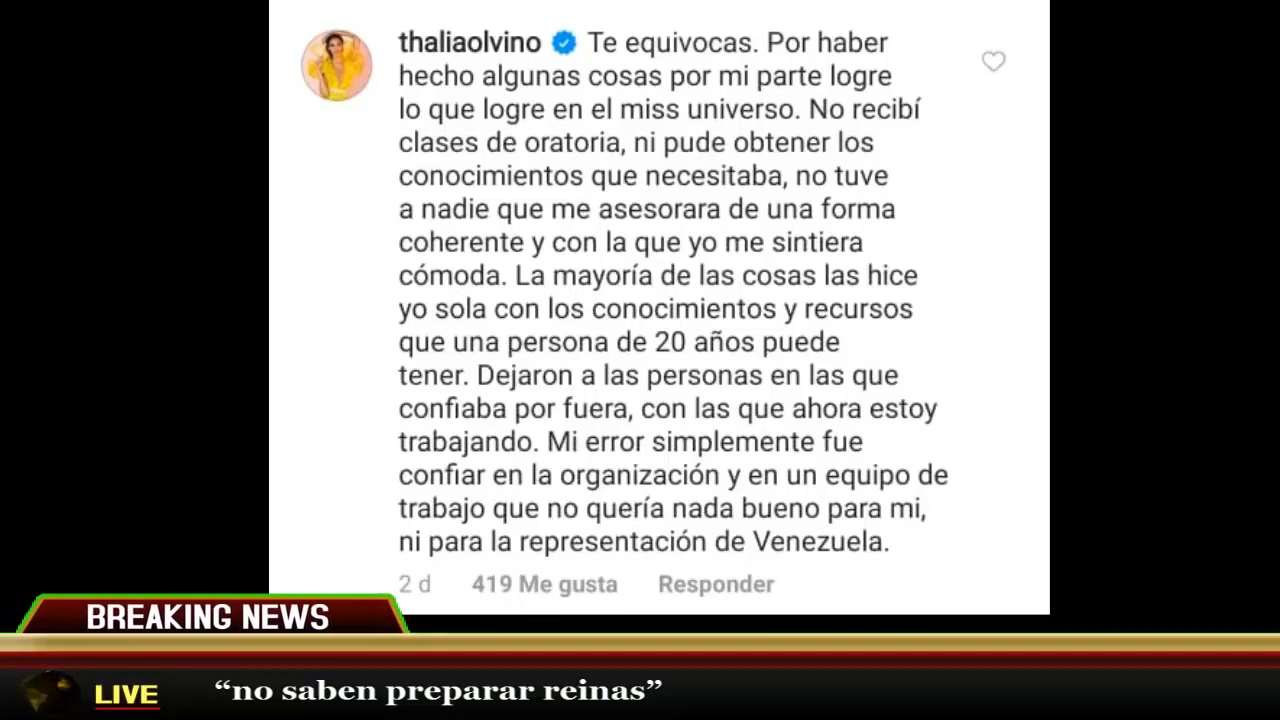 thaliaolvino Te equivocas. Por haber
hecho algunas cosas por mi parte logre
lo que logre en el miss universo. No recibí
clases de oratoria, ni pude obtener los
conocimientos que necesitaba, no tuve
a nadie que me asesorara de una forma
coherente y con la que yo me sintiera
cómoda. La mayoría de las cosas las hice
yo sola con los conocimientos y recursos
que una persona de 20 años puede
tener. Dejaron a las personas en las que
confiaba por fuera, con las que ahora estoy
trabajando. Mi error simplemente fue
confiar en la organización y en un equipo de
trabajo que no quería nada bueno para mi,
ni para la representación de Venezuela.
2 d 419 Me gusta Responder
BREAKING NEWS
LIVE “no saben preparar reinas”